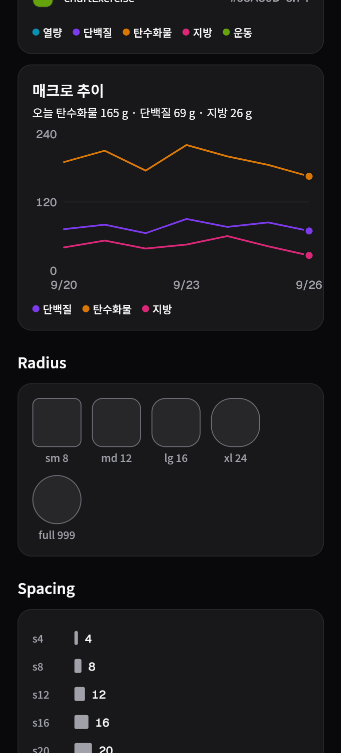 열량 단백질 탄수화물 지방 운동
매크로 추이
오늘 탄수화물 165 g · 단백질 69 g · 지방 26 g
240
120
0
9/20 9/23 9/26
단백질 탄수화물 지방
Radius
sm 8 md 12 lg 16 xl 24
full 999
Spacing
s4 4
s8 8
s12 12
s16 16
s20 20